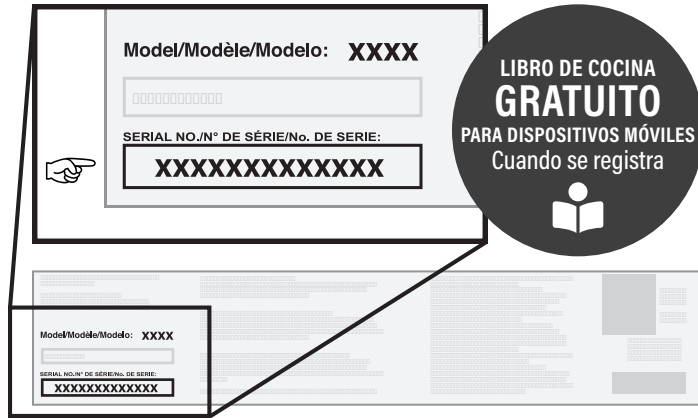 Model/Modèle/Modelo: XXXX
SERIAL NO./N° DE SÉRIE/No. DE SERIE:
XXXXXXXXXXXXX
LIBRO DE COCINA
GRATUITO
PARA DISPOSITIVOS MÓVILES
Cuando se registra
Model/Modèle/Modelo: XXXX
SERIAL NO./N° DE SÉRIE/No. DE SERIE:
XXXXXXXXXXXXX